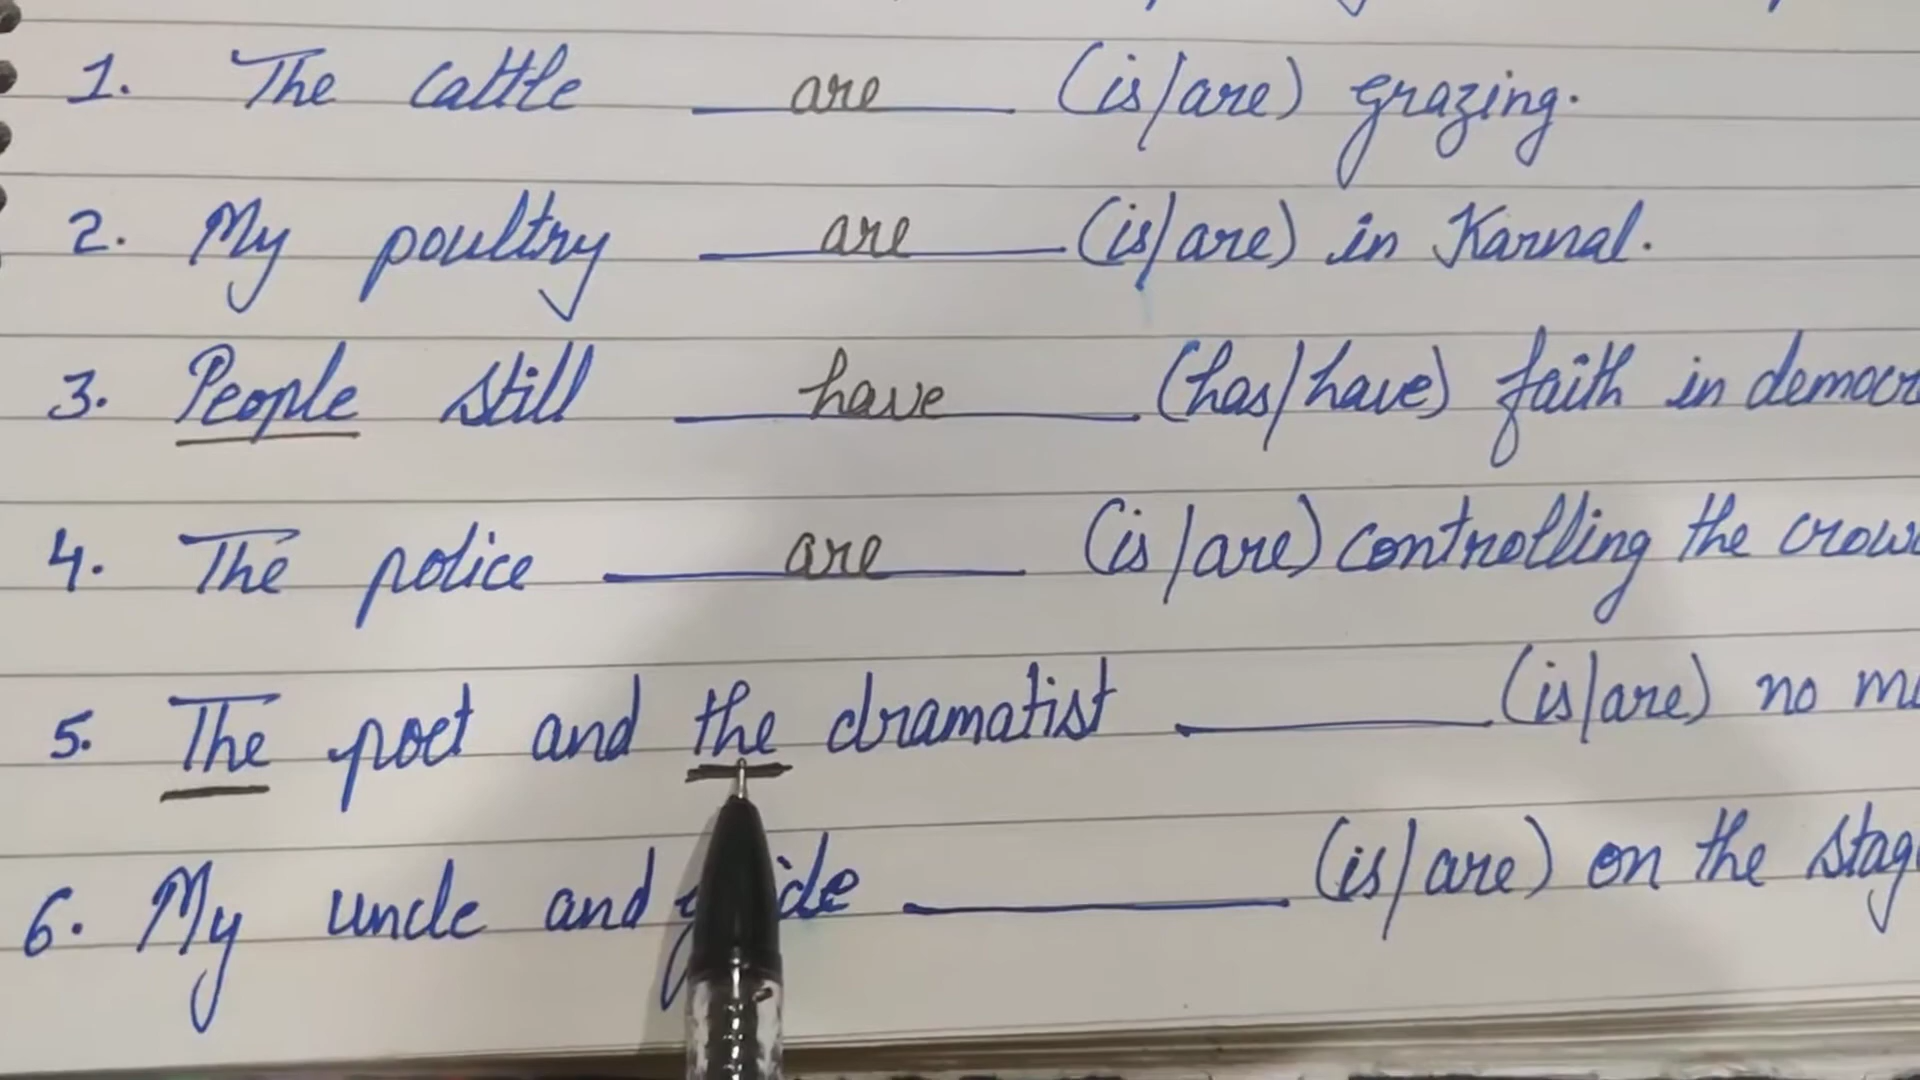 1. The cattle are (is/are) grazing.
2. My poultry are (is/are) in Karnal.
3. People still have (has/have) faith in democr
4. The police are (is/are) controlling the crow
5. The poet and the dramatist (is/are) no m
6. My uncle and (is/are) on the stag